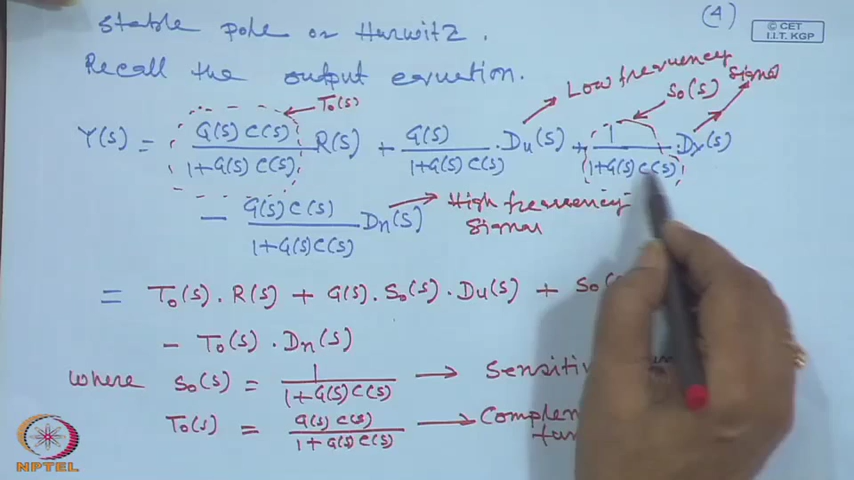 (4)
© CET
I.I.T. KGP
stable pole or Hurwitz.
Recall the output equation.
Low frequency signal
T₀(s)
S₀(s)
Y(s) = G(s) C(s) / 1+G(s) C(s) R(s) + G(s) / 1+G(s) C(s) · Du(s) + 1 / 1+G(s) C(s) · Dy(s)
− G(s) C(s) / 1+G(s) C(s) Dn(s)
High frequency
signal
= T₀(s) · R(s) + G(s) · S₀(s) · Du(s) + S₀
− T₀(s) · Dn(s)
where S₀(s) = 1 / 1+G(s) C(s) →
T₀(s) = G(s) C(s) / 1+G(s) C(s) →
NPTEL